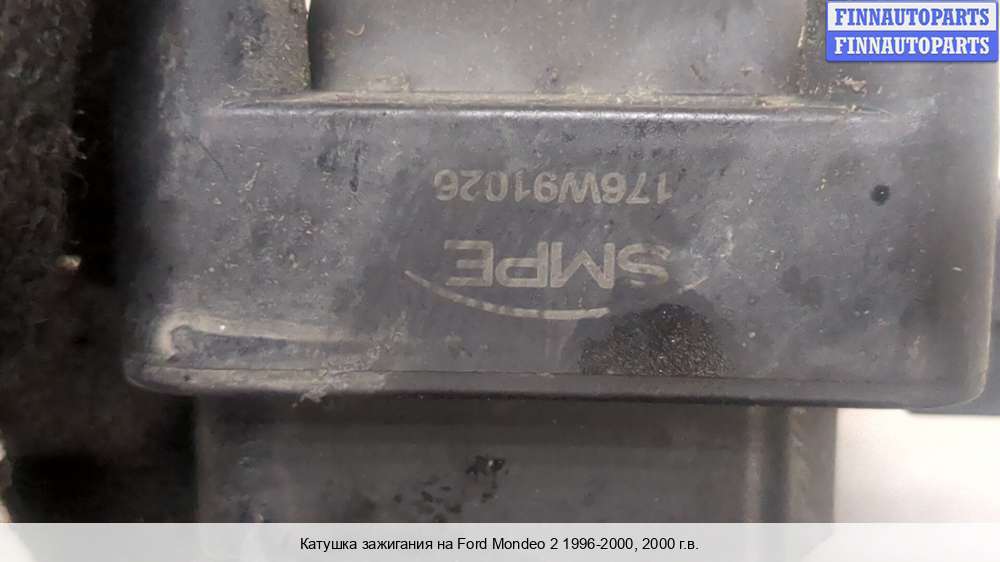 FINNAUTOPARTS
FINNAUTOPARTS
SMPE
176W91026
Катушка зажигания на Ford Mondeo 2 1996-2000, 2000 г.в.